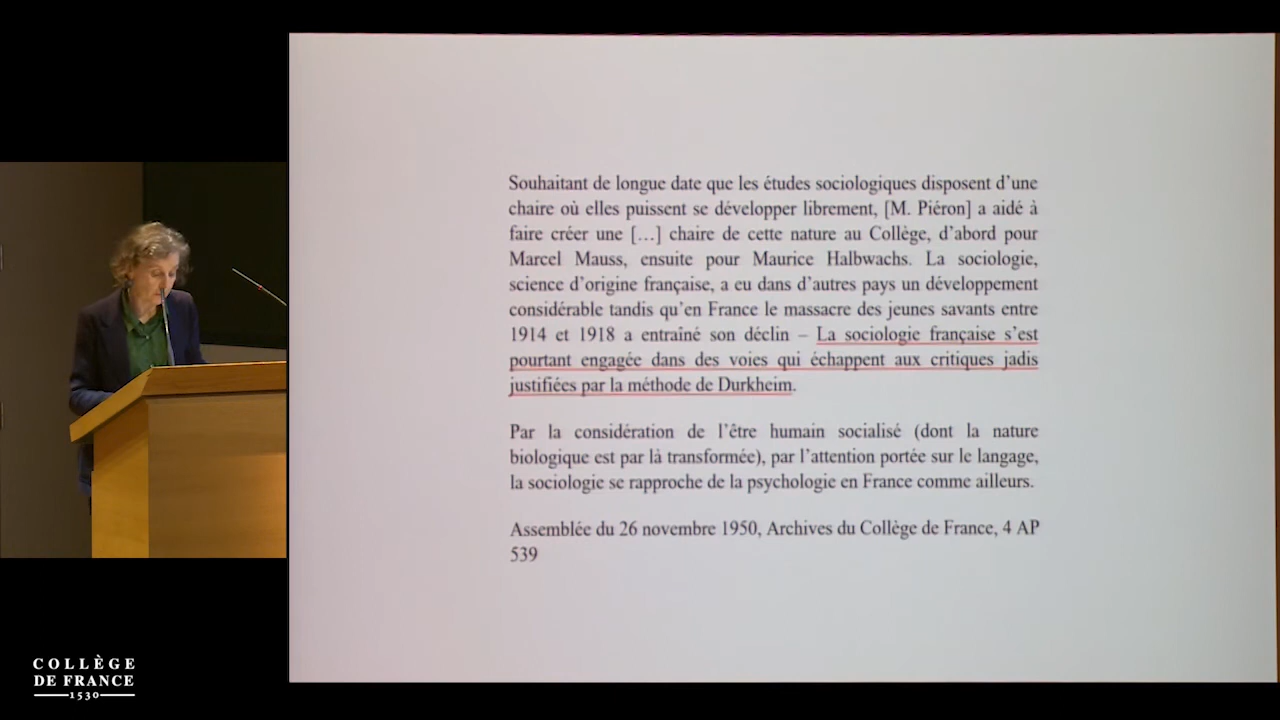 Souhaitant de longue date que les études sociologiques disposent d’une
chaire où elles puissent se développer librement, [M. Piéron] a aidé à
faire créer une […] chaire de cette nature au Collège, d’abord pour
Marcel Mauss, ensuite pour Maurice Halbwachs. La sociologie,
science d’origine française, a eu dans d’autres pays un développement
considérable tandis qu’en France le massacre des jeunes savants entre
1914 et 1918 a entraîné son déclin – La sociologie française s’est
pourtant engagée dans des voies qui échappent aux critiques jadis
justifiées par la méthode de Durkheim.
Par la considération de l’être humain socialisé (dont la nature
biologique est par là transformée), par l’attention portée sur le langage,
la sociologie se rapproche de la psychologie en France comme ailleurs.
Assemblée du 26 novembre 1950, Archives du Collège de France, 4 AP
539
COLLÈGE
DE FRANCE
1530